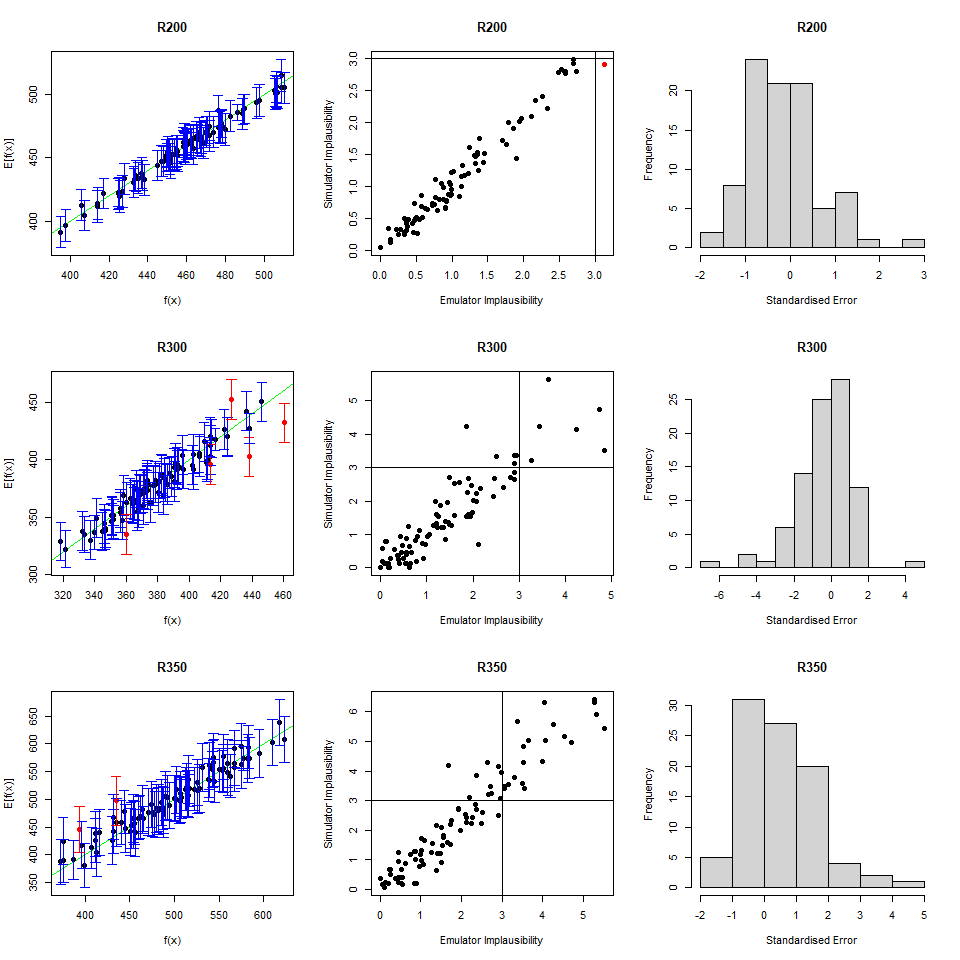 R200 R200 R200
E[f(x)] 400 450 500
400 420 440 460 480 500
f(x)
Simulator Implausibility 0.0 0.5 1.0 1.5 2.0 2.5 3.0
0.0 0.5 1.0 1.5 2.0 2.5 3.0
Emulator Implausibility
Frequency 0 5 10 20
-2 -1 0 1 2 3
Standardised Error
R300 R300 R300
E[f(x)] 300 350 400 450
320 340 360 380 400 420 440 460
f(x)
Simulator Implausibility 0 1 2 3 4 5
0 1 2 3 4 5
Emulator Implausibility
Frequency 0 5 10 15 20 25
-6 -4 -2 0 2 4
Standardised Error
R350 R350 R350
E[f(x)] 350 400 450 500 550 600 650
400 450 500 550 600
f(x)
Simulator Implausibility 0 1 2 3 4 5 6
0 1 2 3 4 5
Emulator Implausibility
Frequency 0 5 10 15 20 25 30
-2 -1 0 1 2 3 4 5
Standardised Error